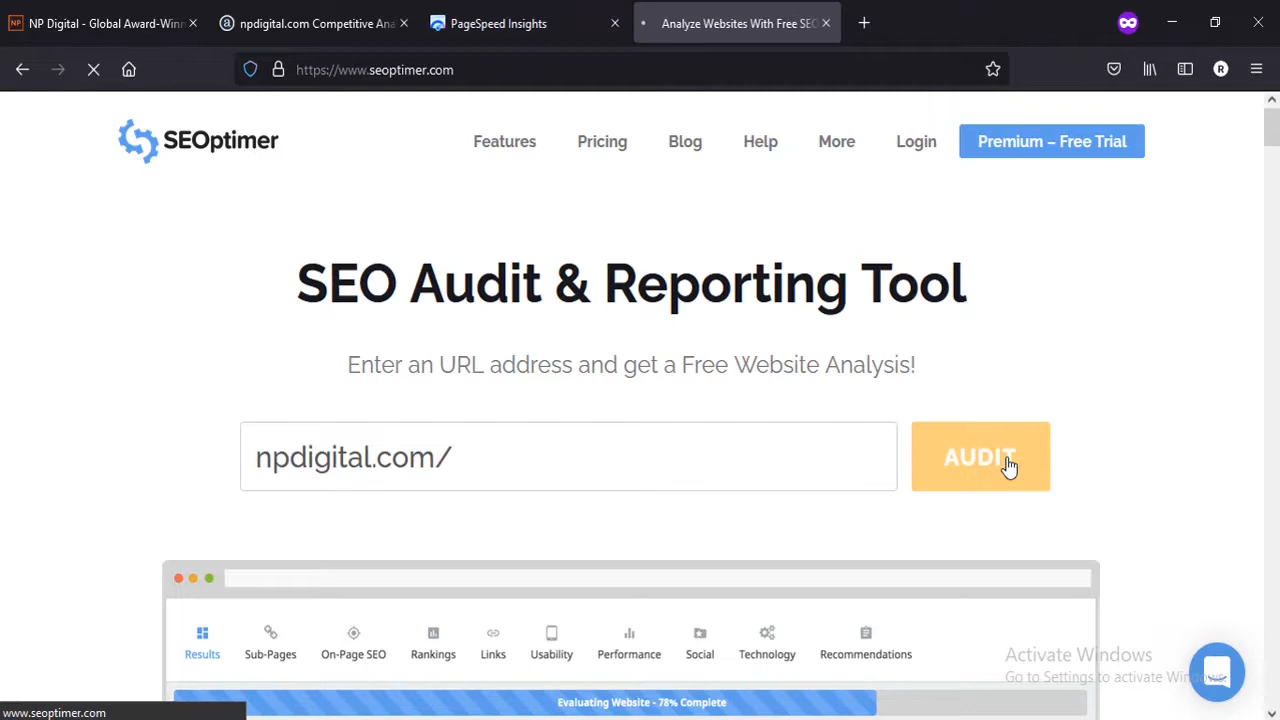 NP Digital - Global Award-Winn
npdigital.com Competitive Ana
PageSpeed Insights
Analyze Websites With Free SEO
https://www.seoptimer.com
R
SEOptimer
Features
Pricing
Blog
Help
More
Login
Premium – Free Trial
SEO Audit & Reporting Tool
Enter an URL address and get a Free Website Analysis!
npdigital.com/
AUDIT
Results
Sub-Pages
On-Page SEO
Rankings
Links
Usability
Performance
Social
Technology
Recommendations
Evaluating Website - 78% Complete
Activate Windows
Go to Settings to activate Windows.
www.seoptimer.com